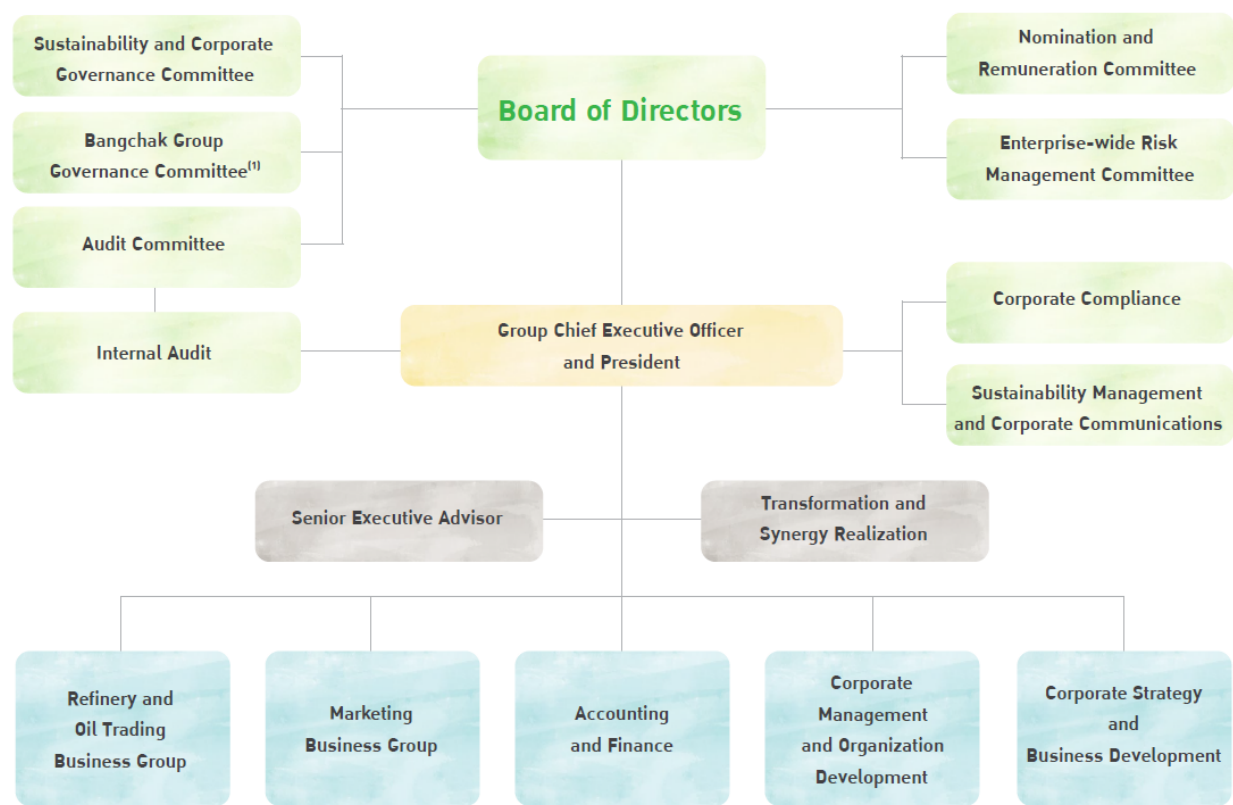 Sustainability and Corporate
Governance Committee
Bangchak Group
Governance Committee(1)
Audit Committee
Internal Audit
Board of Directors
Nomination and
Remuneration Committee
Enterprise-wide Risk
Management Committee
Group Chief Executive Officer
and President
Corporate Compliance
Sustainability Management
and Corporate Communications
Senior Executive Advisor
Transformation and
Synergy Realization
Refinery and
Oil Trading
Business Group
Marketing
Business Group
Accounting
and Finance
Corporate
Management
and Organization
Development
Corporate Strategy
and
Business Development